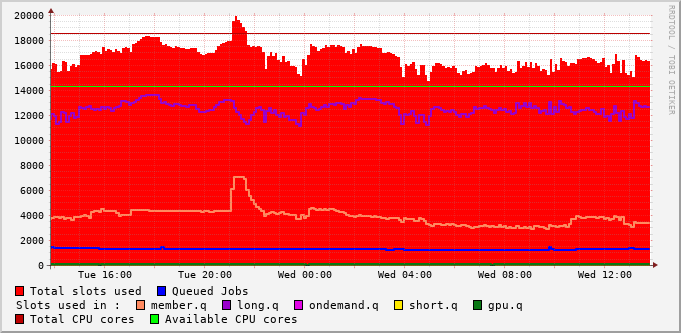 20000
18000
16000
14000
12000
10000
8000
6000
4000
2000
0
Tue 16:00 Tue 20:00 Wed 00:00 Wed 04:00 Wed 08:00 Wed 12:00
Total slots used Queued Jobs
Slots used in : member.q long.q ondemand.q short.q gpu.q
Total CPU cores Available CPU cores
RRDTOOL / TOBI OETIKER